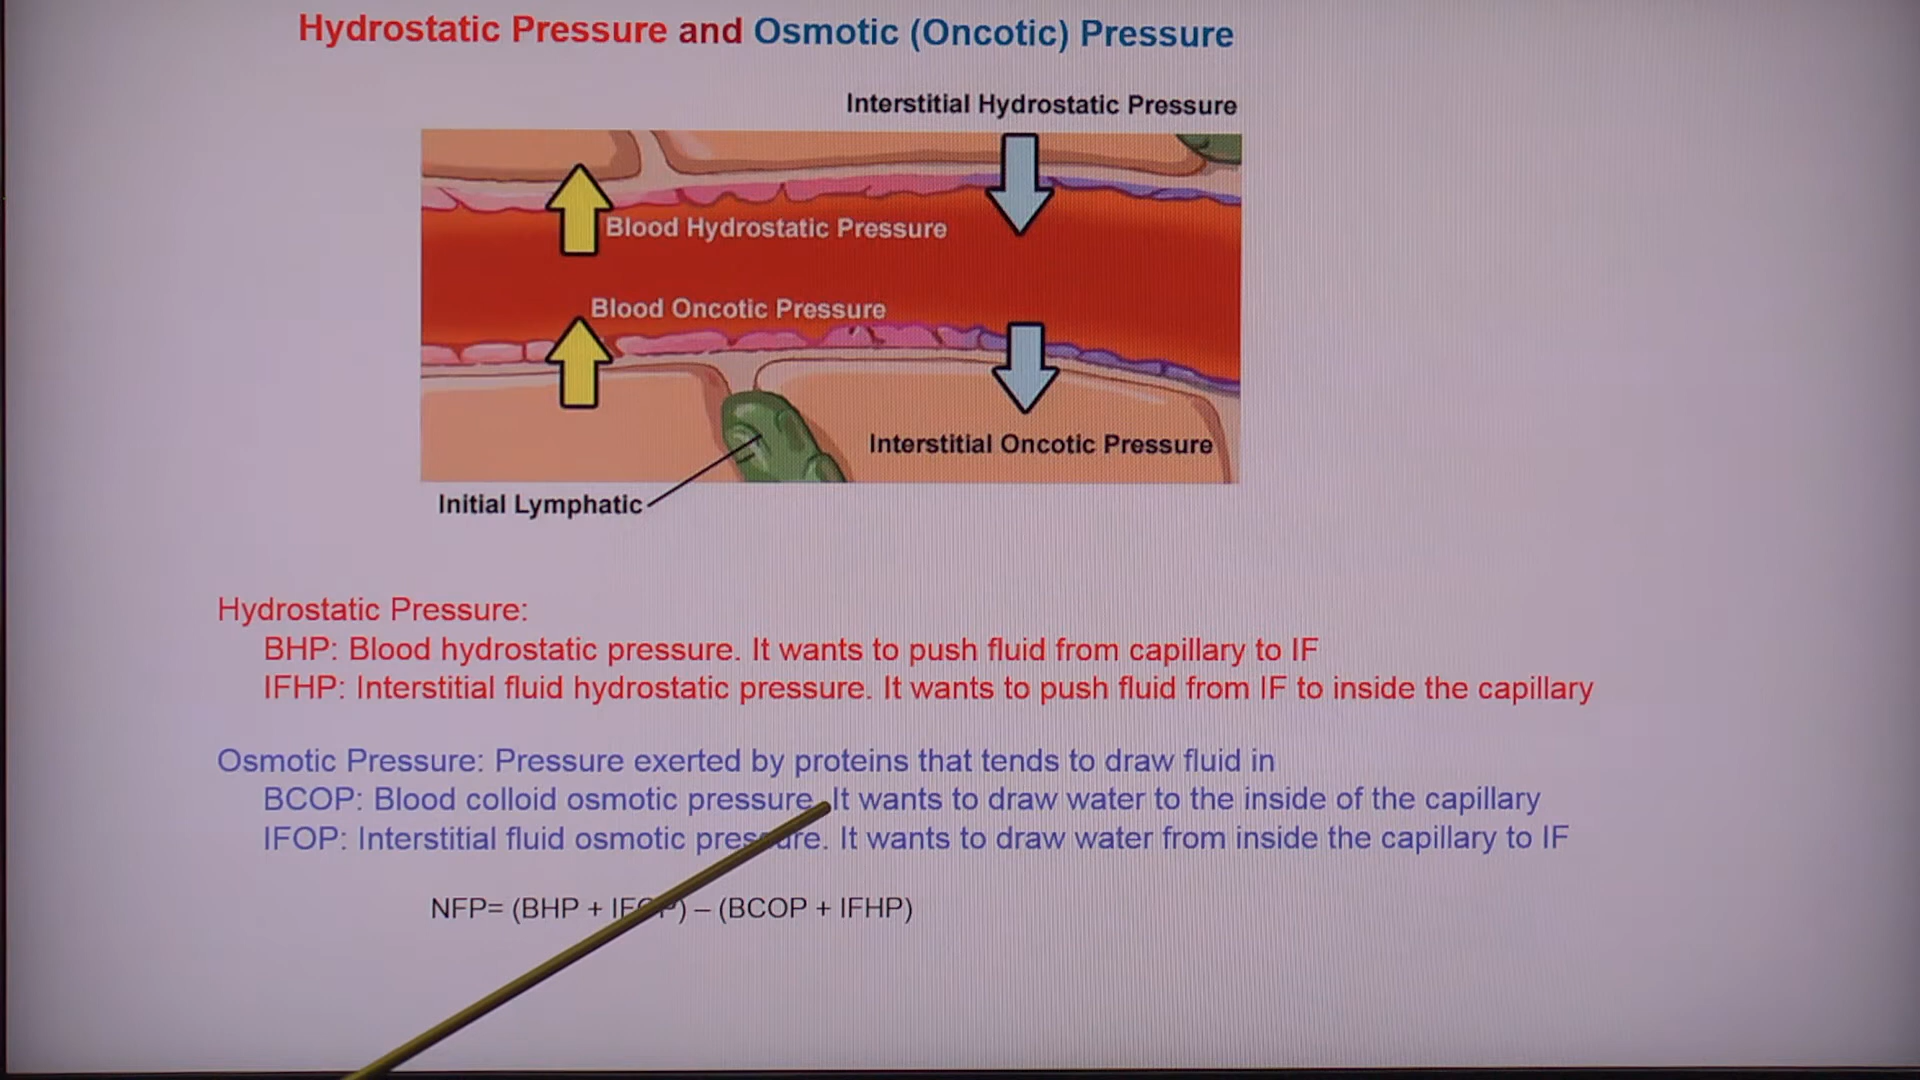 Hydrostatic Pressure and Osmotic (Oncotic) Pressure
Interstitial Hydrostatic Pressure
Blood Hydrostatic Pressure
Blood Oncotic Pressure
Interstitial Oncotic Pressure
Initial Lymphatic
Hydrostatic Pressure:
BHP: Blood hydrostatic pressure. It wants to push fluid from capillary to IF
IFHP: Interstitial fluid hydrostatic pressure. It wants to push fluid from IF to inside the capillary
Osmotic Pressure: Pressure exerted by proteins that tends to draw fluid in
BCOP: Blood colloid osmotic pressure. It wants to draw water to the inside of the capillary
IFOP: Interstitial fluid osmotic pressure. It wants to draw water from inside the capillary to IF
NFP= (BHP + IFOP) – (BCOP + IFHP)